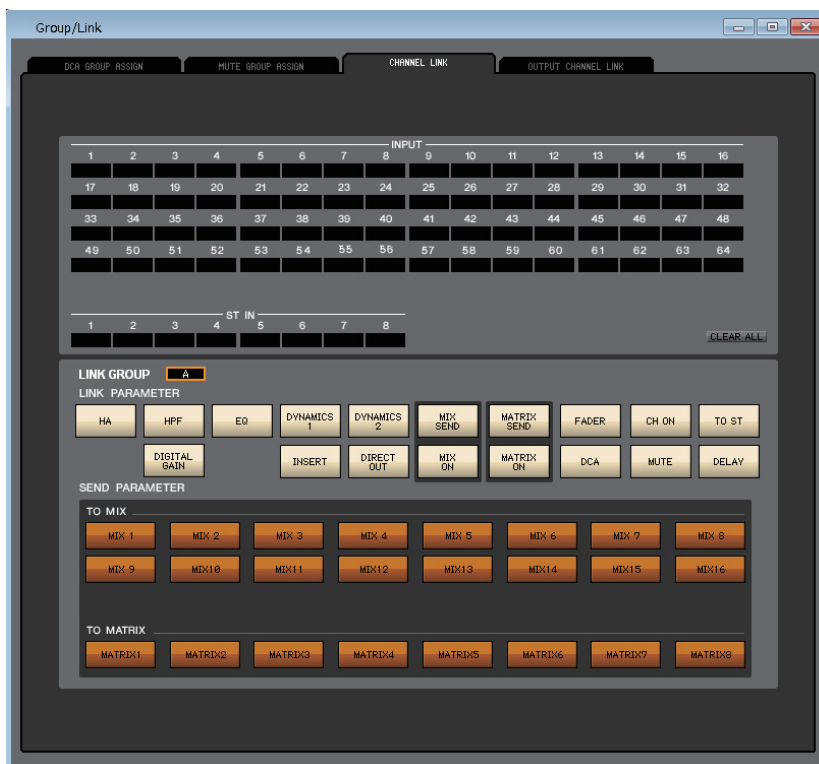 Group/Link
DCA GROUP ASSIGN MUTE GROUP ASSIGN CHANNEL LINK OUTPUT CHANNEL LINK
INPUT
1 2 3 4 5 6 7 8 9 10 11 12 13 14 15 16
17 18 19 20 21 22 23 24 25 26 27 28 29 30 31 32
33 34 35 36 37 38 39 40 41 42 43 44 45 46 47 48
49 50 51 52 53 54 55 56 57 58 59 60 61 62 63 64
ST IN
1 2 3 4 5 6 7 8
CLEAR ALL
LINK GROUP A
LINK PARAMETER
HA HPF EQ DYNAMICS 1 DYNAMICS 2 MIX SEND MATRIX SEND FADER CH ON TO ST
DIGITAL GAIN INSERT DIRECT OUT MIX ON MATRIX ON DCA MUTE DELAY
SEND PARAMETER
TO MIX
MIX 1 MIX 2 MIX 3 MIX 4 MIX 5 MIX 6 MIX 7 MIX 8
MIX 9 MIX10 MIX11 MIX12 MIX13 MIX14 MIX15 MIX16
TO MATRIX
MATRIX1 MATRIX2 MATRIX3 MATRIX4 MATRIX5 MATRIX6 MATRIX7 MATRIX8